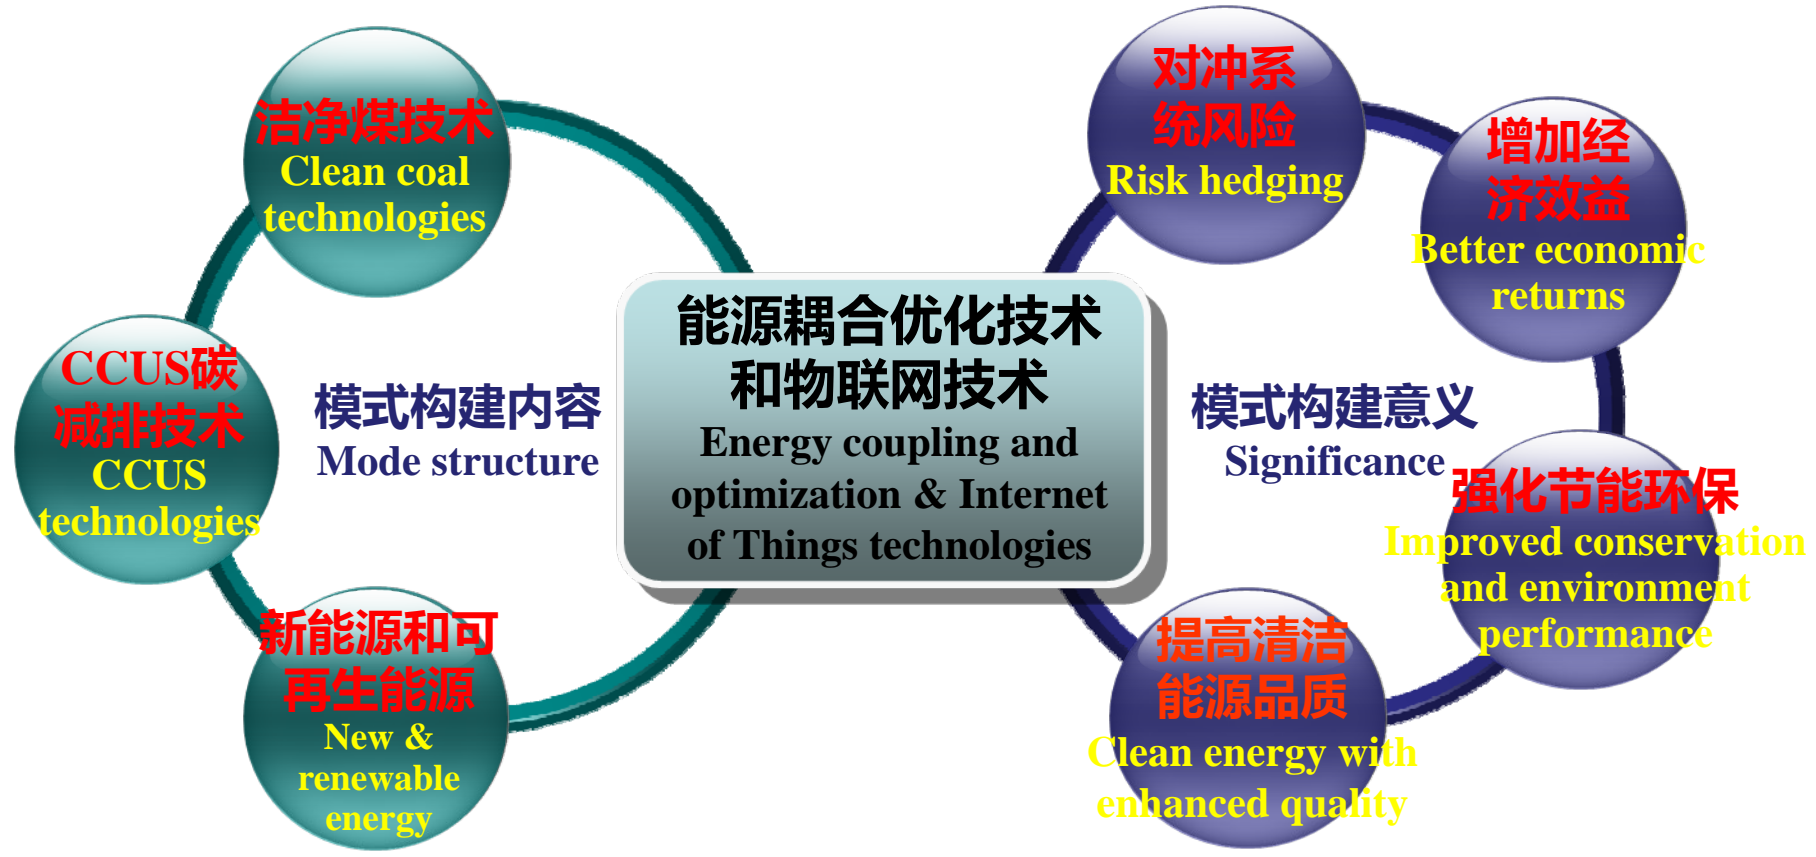 洁净煤技术
Clean coal
technologies
CCUS碳
减排技术
CCUS
technologies
新能源和可
再生能源
New &
renewable
energy
模式构建内容
Mode structure
能源耦合优化技术
和物联网技术
Energy coupling and
optimization & Internet
of Things technologies
模式构建意义
Significance
对冲系
统风险
Risk hedging
增加经
济效益
Better economic
returns
强化节能环保
Improved conservation
and environment
performance
提高清洁
能源品质
Clean energy with
enhanced quality